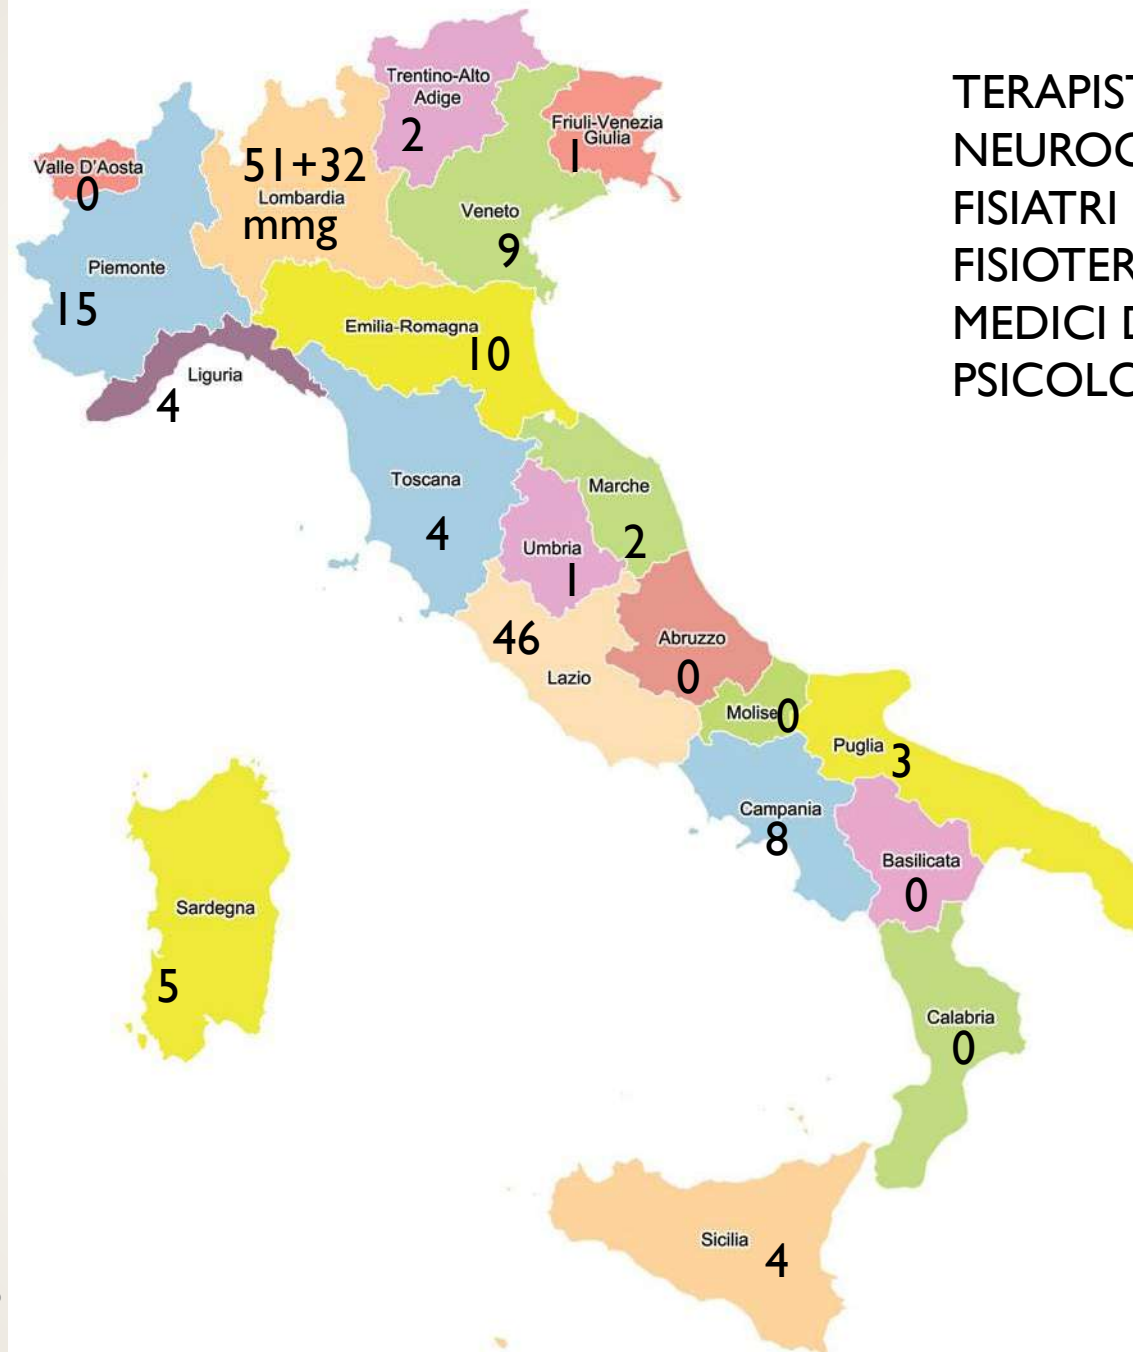 Trentino-Alto
Adige
2
Friuli-Venezia
Giulia
1
Valle D'Aosta
0
51+32
Lombardia
mmg
Veneto
9
Piemonte
15
Emilia-Romagna
10
Liguria
4
Toscana
4
Marche
2
Umbria
1
46
Lazio
Abruzzo
0
Molise 0
Puglia 3
Campania
8
Basilicata
0
Sardegna
5
Calabria
0
Sicilia 4
TERAPIST
NEUROC
FISIATRI
FISIOTER
MEDICI D
PSICOLO